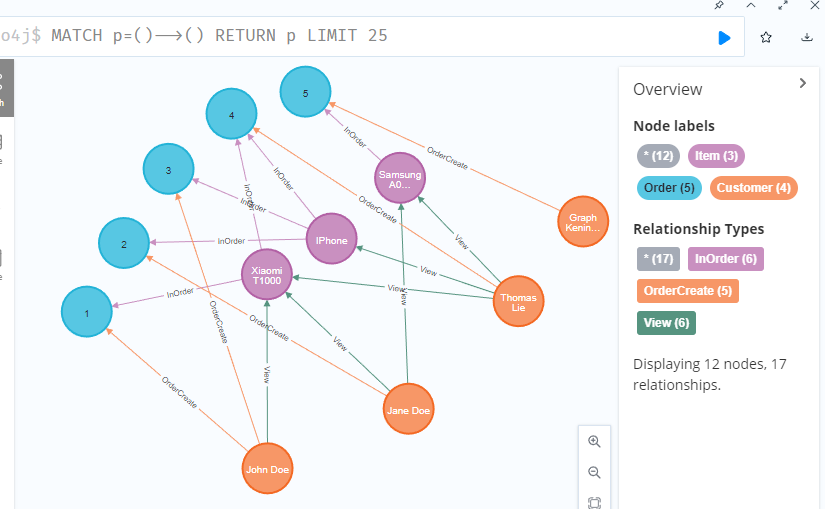 o4j$ MATCH p=()-->() RETURN p LIMIT 25
5
4
InOrder
OrderCreate
3
Samsung
A0...
InOrder
InOrder
InOrder
OrderCreate
Graph
Kenin...
2
InOrder
IPhone
View
Xiaomi
T1000
View
InOrder
View
View
Thomas
Lie
1
OrderCreate
OrderCreate
View
View
OrderCreate
Jane Doe
John Doe
Overview
Node labels
* (12)
Item (3)
Order (5)
Customer (4)
Relationship Types
* (17)
InOrder (6)
OrderCreate (5)
View (6)
Displaying 12 nodes, 17
relationships.